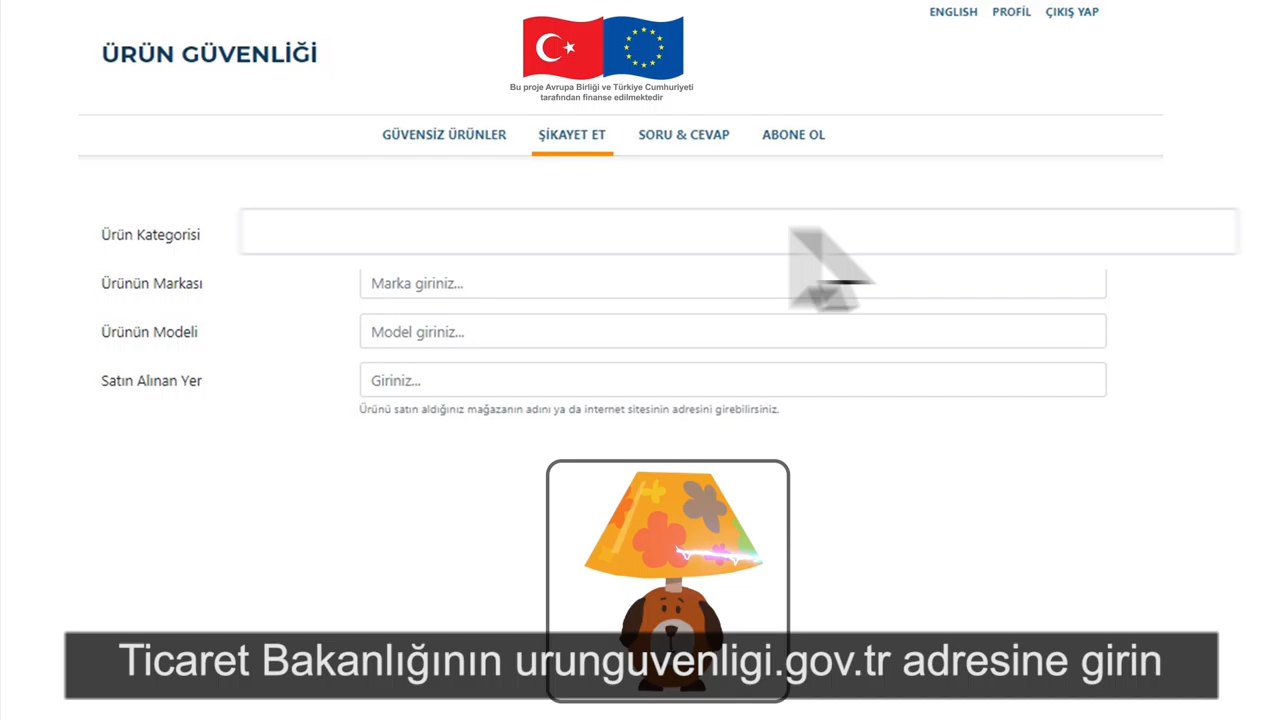 ENGLISH PROFİL ÇIKIŞ YAP
ÜRÜN GÜVENLİĞİ
Bu proje Avrupa Birliği ve Türkiye Cumhuriyeti
tarafından finanse edilmektedir
GÜVENSİZ ÜRÜNLER ŞİKAYET ET SORU & CEVAP ABONE OL
Ürün Kategorisi
Ürünün Markası Marka giriniz...
Ürünün Modeli Model giriniz...
Satın Alınan Yer Giriniz...
Ürünü satın aldığınız mağazanın adını ya da internet sitesinin adresini girebilirsiniz.
Ticaret Bakanlığının urunguvenligi.gov.tr adresine girin